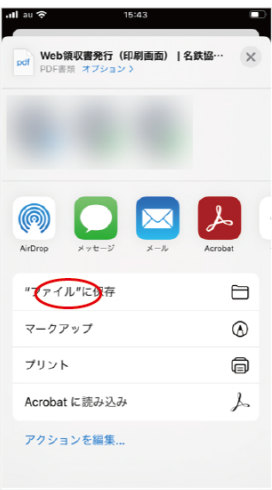 au
15:43
Web領収書発行（印刷画面） | 名鉄協…
pdf
PDF書類 オプション >
AirDrop メッセージ メール Acrobat
"ファイル"に保存
マークアップ
プリント
Acrobat に読み込み
アクションを編集...